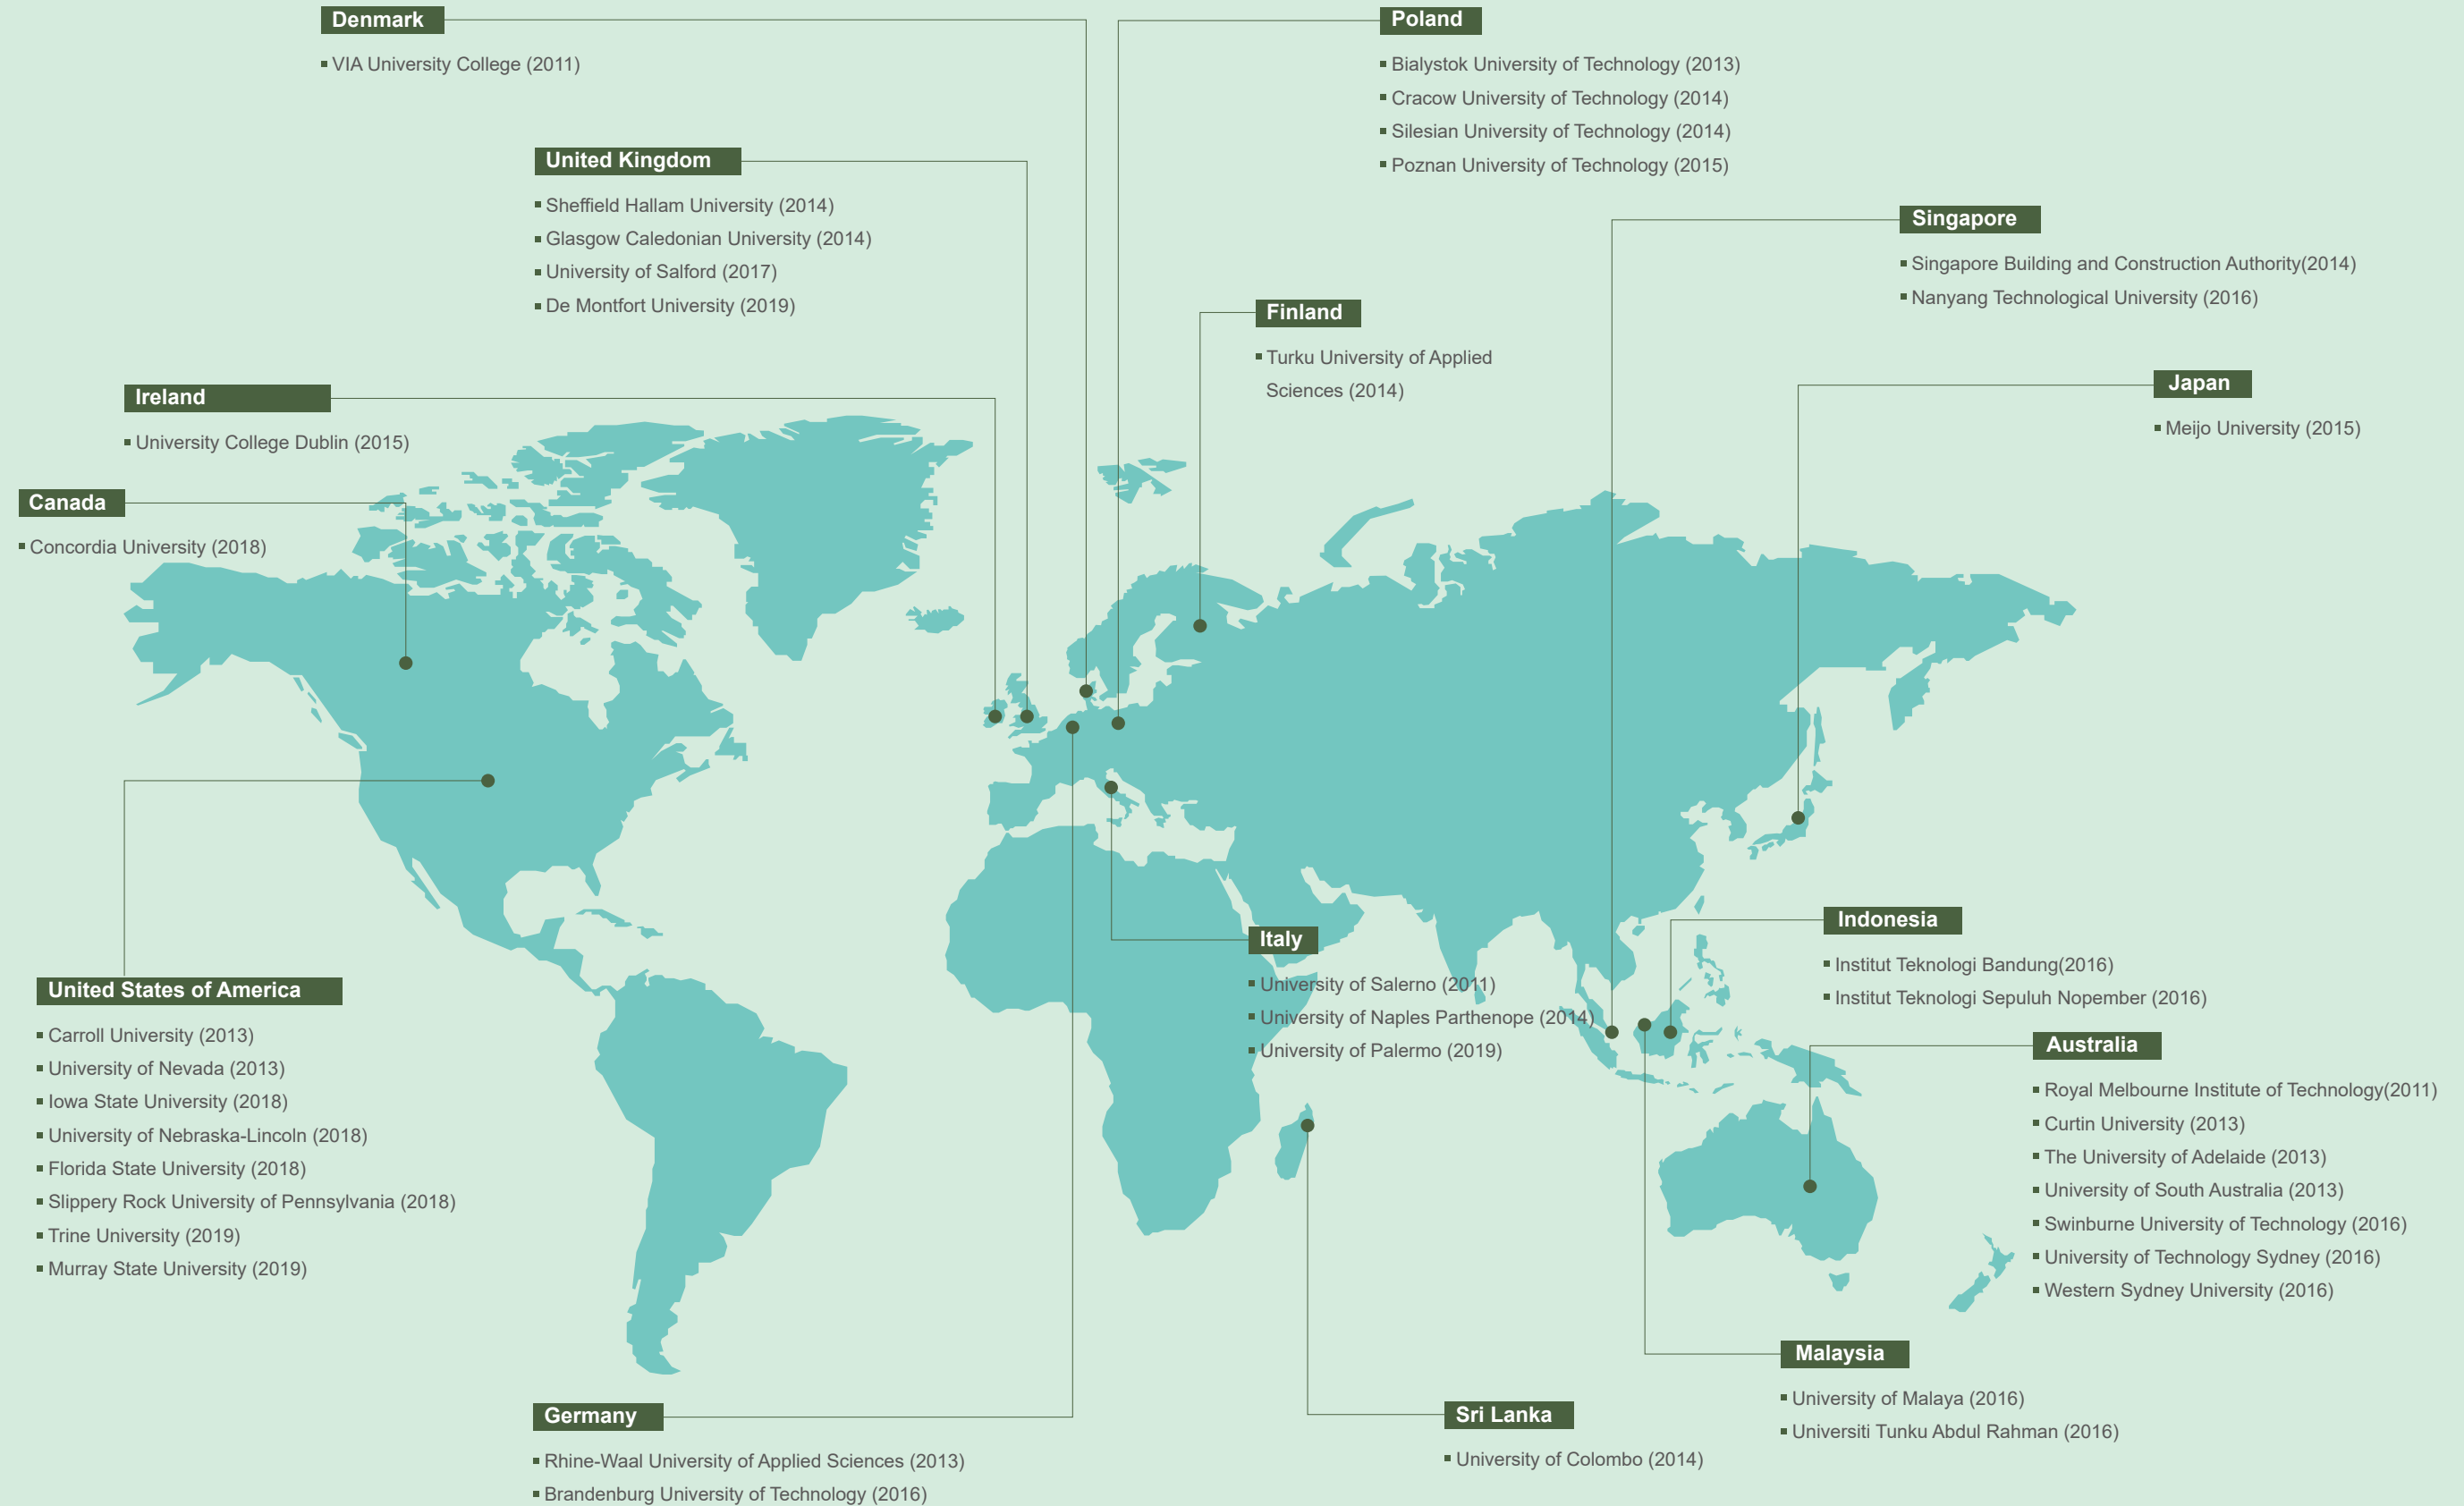 Denmark
VIA University College (2011)
Poland
Bialystok University of Technology (2013)
Cracow University of Technology (2014)
Silesian University of Technology (2014)
Poznan University of Technology (2015)
United Kingdom
Sheffield Hallam University (2014)
Glasgow Caledonian University (2014)
University of Salford (2017)
De Montfort University (2019)
Singapore
Singapore Building and Construction Authority(2014)
Nanyang Technological University (2016)
Finland
Turku University of Applied
Sciences (2014)
Japan
Meijo University (2015)
Ireland
University College Dublin (2015)
Canada
Concordia University (2018)
Indonesia
Institut Teknologi Bandung(2016)
Institut Teknologi Sepuluh Nopember (2016)
Italy
University of Salerno (2011)
University of Naples Parthenope (2014)
University of Palermo (2019)
United States of America
Carroll University (2013)
University of Nevada (2013)
Iowa State University (2018)
University of Nebraska-Lincoln (2018)
Florida State University (2018)
Slippery Rock University of Pennsylvania (2018)
Trine University (2019)
Murray State University (2019)
Australia
Royal Melbourne Institute of Technology(2011)
Curtin University (2013)
The University of Adelaide (2013)
University of South Australia (2013)
Swinburne University of Technology (2016)
University of Technology Sydney (2016)
Western Sydney University (2016)
Malaysia
University of Malaya (2016)
Universiti Tunku Abdul Rahman (2016)
Germany
Rhine-Waal University of Applied Sciences (2013)
Brandenburg University of Technology (2016)
Sri Lanka
University of Colombo (2014)